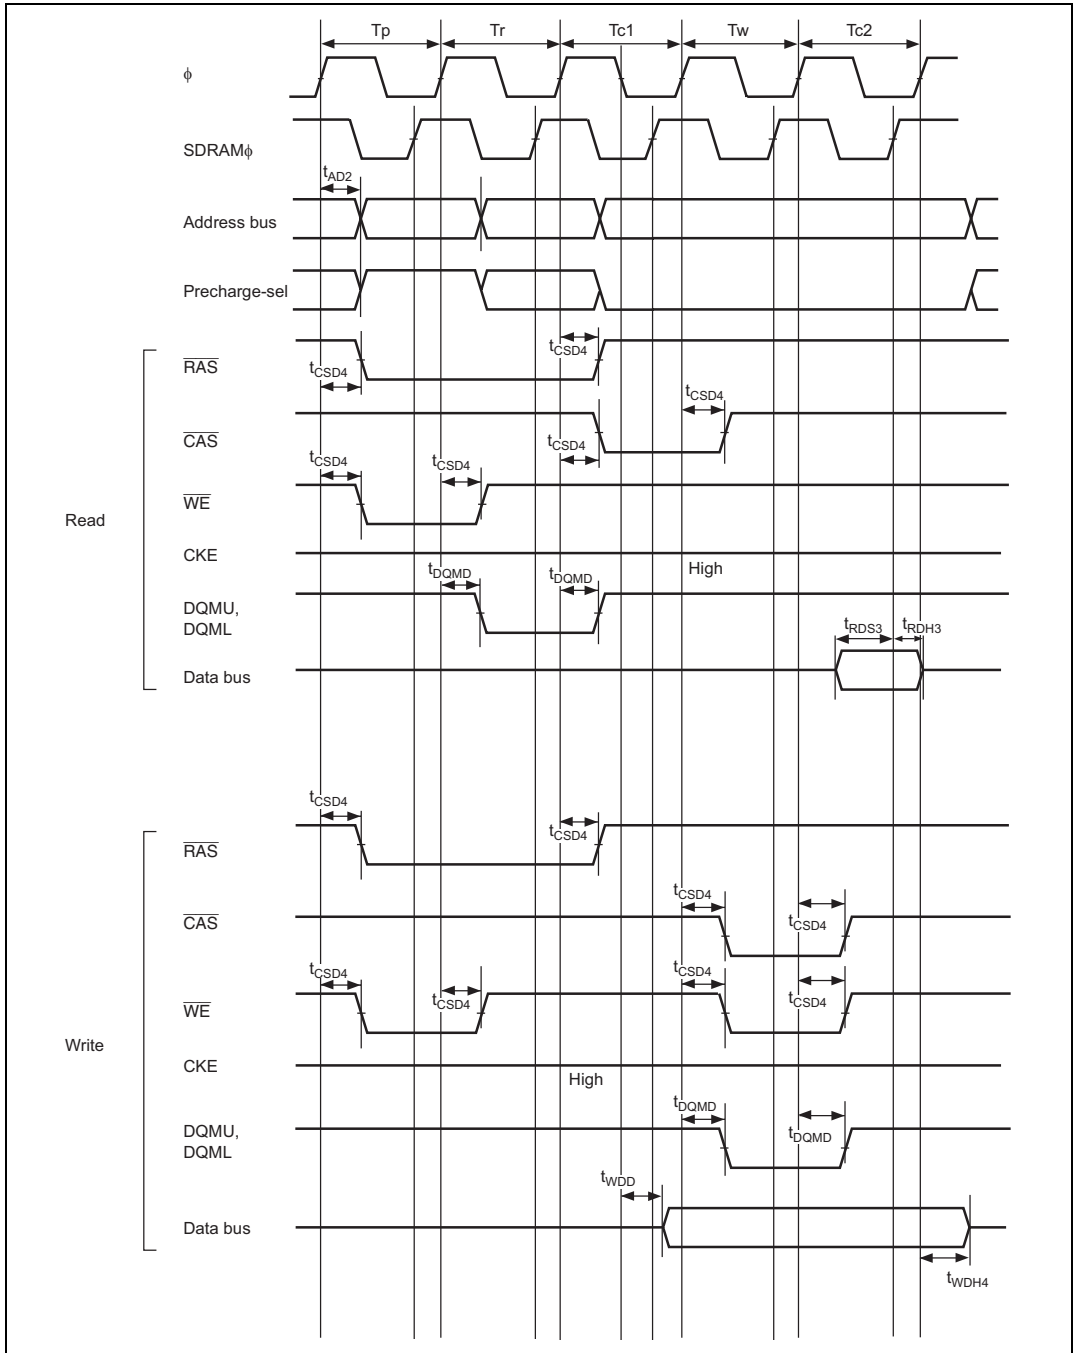 Tp Tr Tc1 Tw Tc2
ϕ
SDRAMϕ
tAD2
Address bus
Precharge-sel
Read
RAS
tCSD4 tCSD4
CAS
tCSD4 tCSD4
WE
tCSD4 tCSD4
CKE
High
DQMU,
DQML
tDQMD tDQMD
Data bus
tRDS3 tRDH3
Write
RAS
tCSD4 tCSD4
CAS
tCSD4 tCSD4
WE
tCSD4 tCSD4 tCSD4 tCSD4
CKE
High
DQMU,
DQML
tDQMD tDQMD
Data bus
tWDD
tWDH4